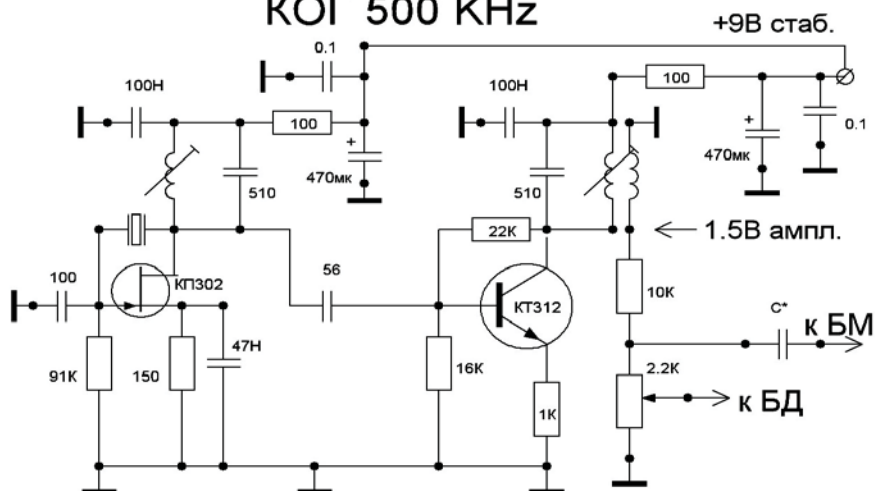 КОГ 500 KHz
+9В стаб.
0.1
100Н
100
470мк
510
100Н
100
470мк
0.1
510
22К
1.5В ампл.
100
КП302
56
КТ312
10К
С*
к БМ
91К
150
47Н
16К
1К
2.2К
к БД